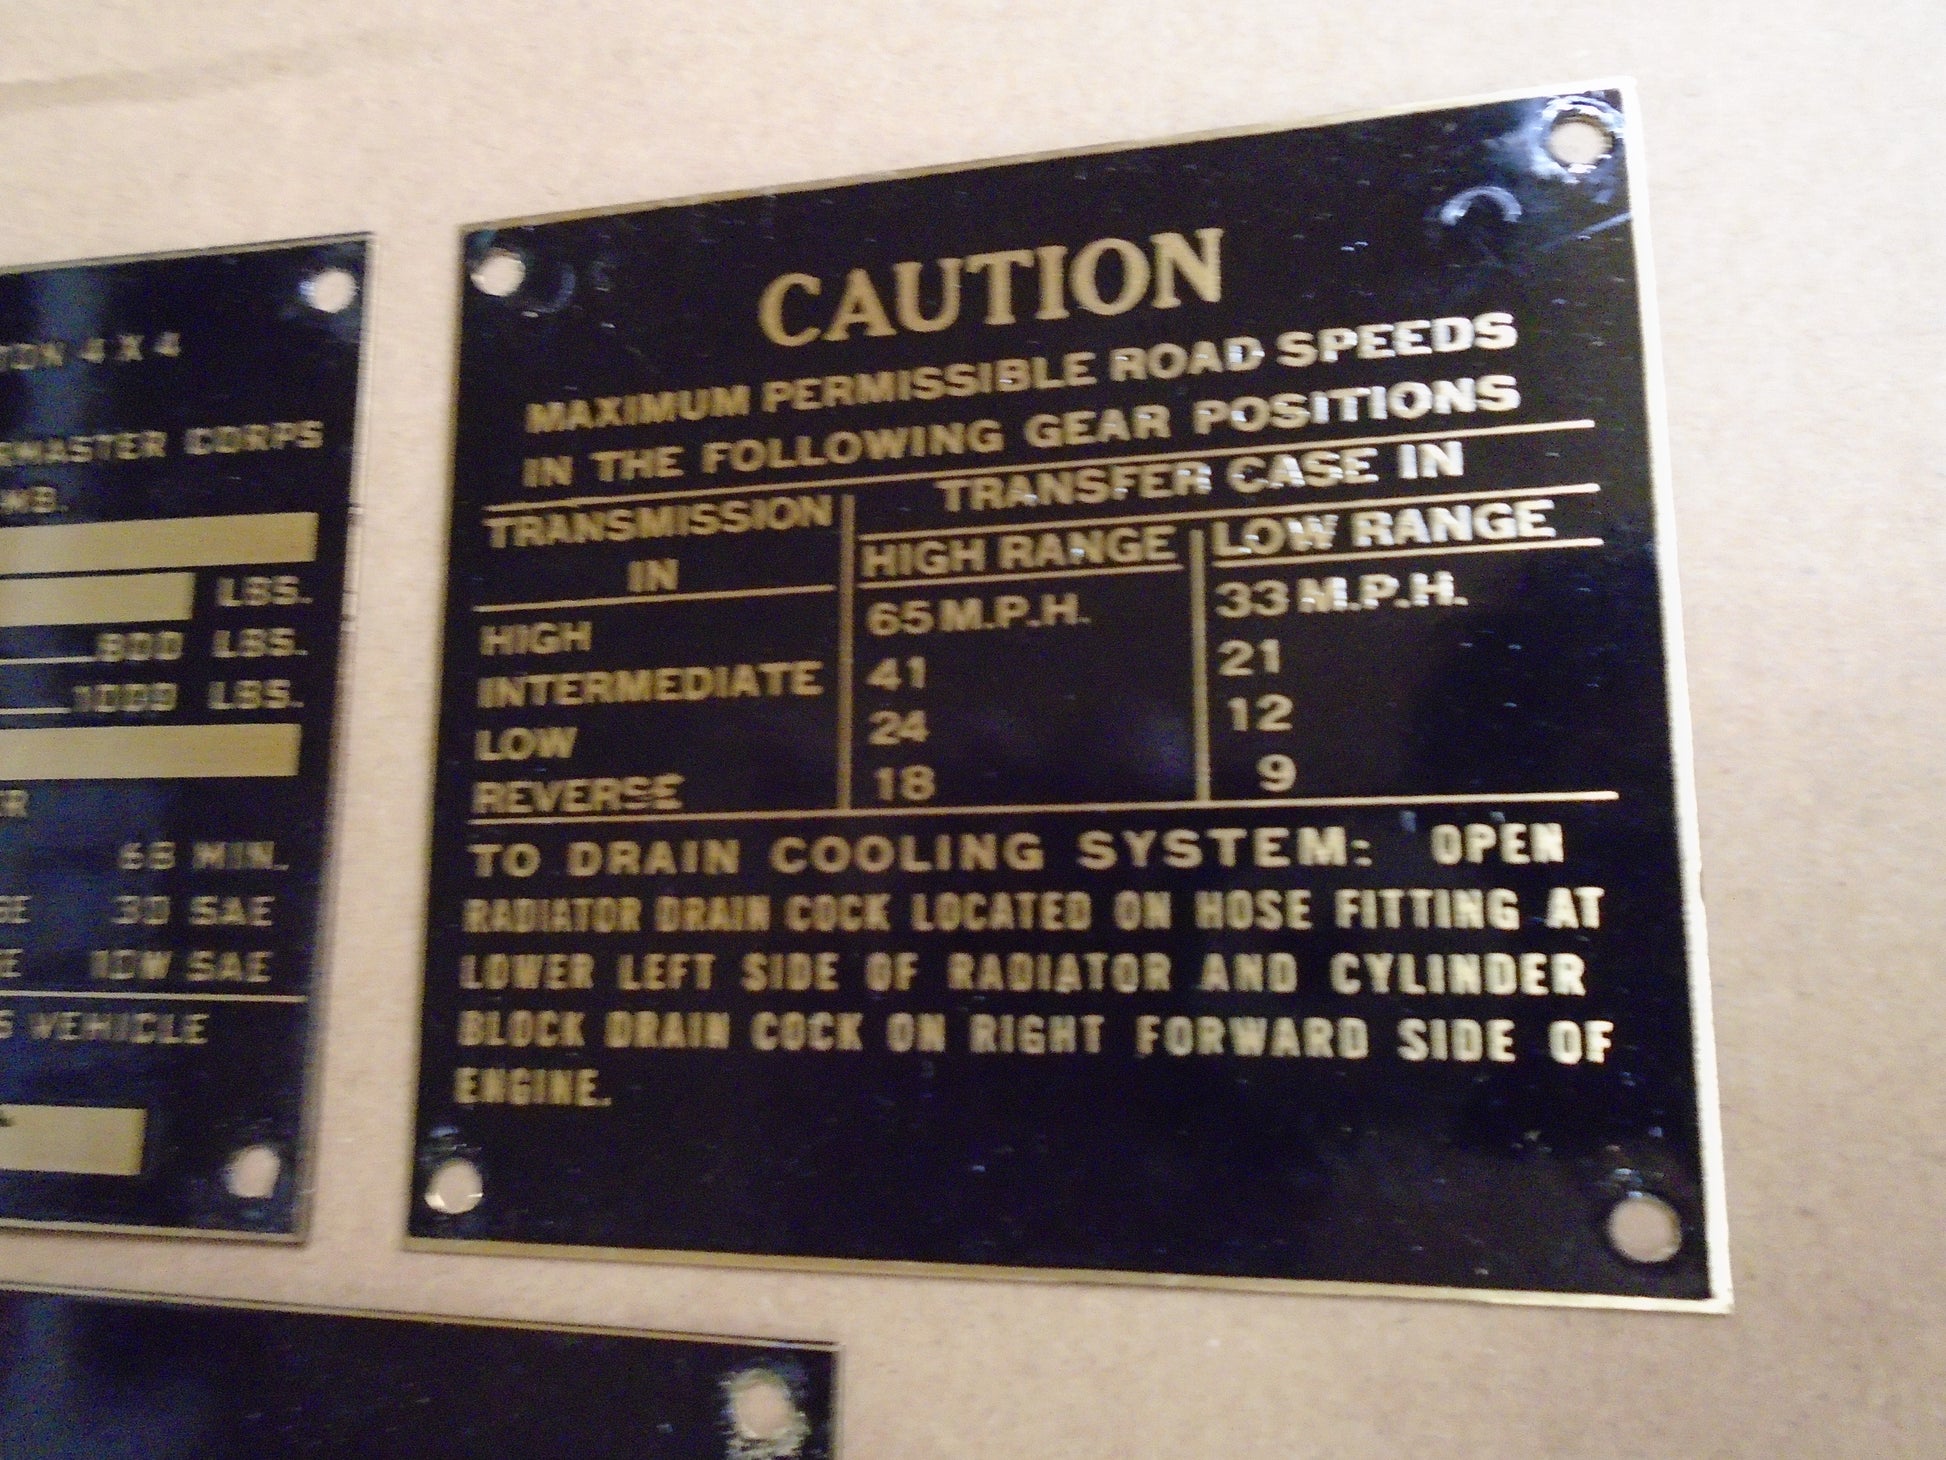 4 X 4
CORPS
LBS.
800 LBS.
1000 LBS.
68 MIN.
30 SAE
10W SAE
VEHICLE
CAUTION
MAXIMUM PERMISSIBLE ROAD SPEEDS
IN THE FOLLOWING GEAR POSITIONS
TRANSMISSION IN
TRANSFER CASE IN
HIGH RANGE LOW RANGE
HIGH 65 M.P.H. 33 M.P.H.
INTERMEDIATE 41 21
LOW 24 12
REVERSE 18 9
TO DRAIN COOLING SYSTEM: OPEN
RADIATOR DRAIN COCK LOCATED ON HOSE FITTING AT
LOWER LEFT SIDE OF RADIATOR AND CYLINDER
BLOCK DRAIN COCK ON RIGHT FORWARD SIDE OF
ENGINE.